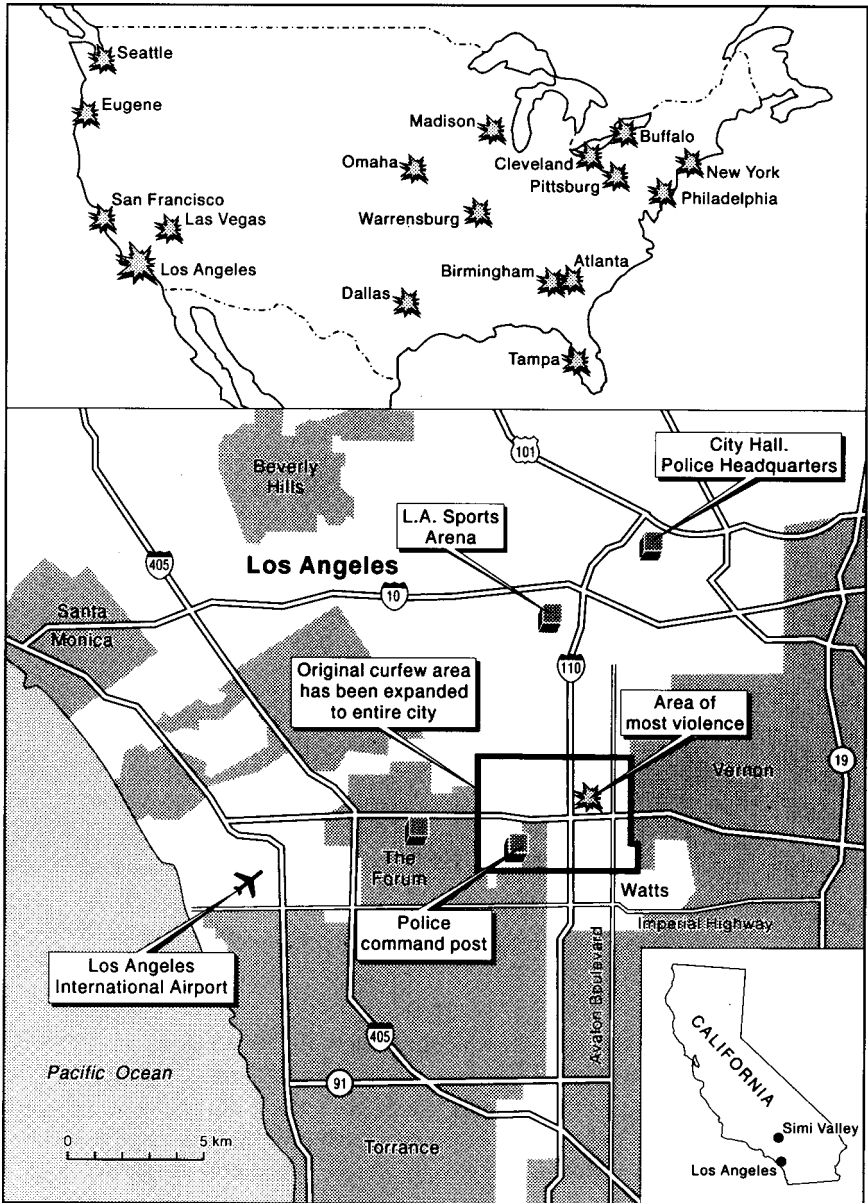 Seattle
Eugene
Madison
Buffalo
Omaha
Cleveland
New York
Pittsburg
Philadelphia
San Francisco
Las Vegas
Warrensburg
Los Angeles
Birmingham
Atlanta
Dallas
Tampa
Beverly
Hills
101
City Hall.
Police Headquarters
L.A. Sports
Arena
405
Los Angeles
10
Santa
Monica
110
Original curfew area
has been expanded
to entire city
Area of
most violence
Vernon
19
The
Forum
Watts
Police
command post
Imperial Highway
Los Angeles
International Airport
Avalon Boulevard
405
Pacific Ocean
91
0 5 km
Torrance
CALIFORNIA
Simi Valley
Los Angeles